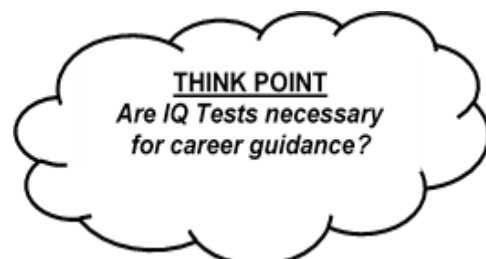 THINK POINT
Are IQ Tests necessary
for career guidance?